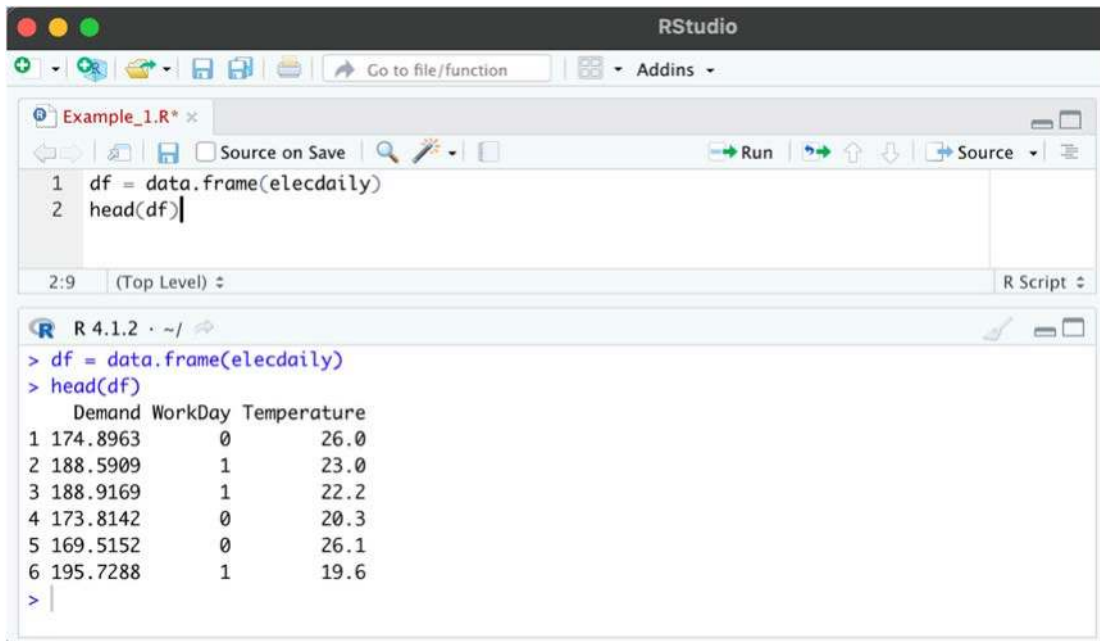 RStudio
Go to file/function Addins
Example_1.R*
Source on Save Run Source
1 df = data.frame(elecdaily)
2 head(df)
2:9 (Top Level) R Script
R R 4.1.2 · ~/
> df = data.frame(elecdaily)
> head(df)
Demand WorkDay Temperature
1 174.8963 0 26.0
2 188.5909 1 23.0
3 188.9169 1 22.2
4 173.8142 0 20.3
5 169.5152 0 26.1
6 195.7288 1 19.6
>